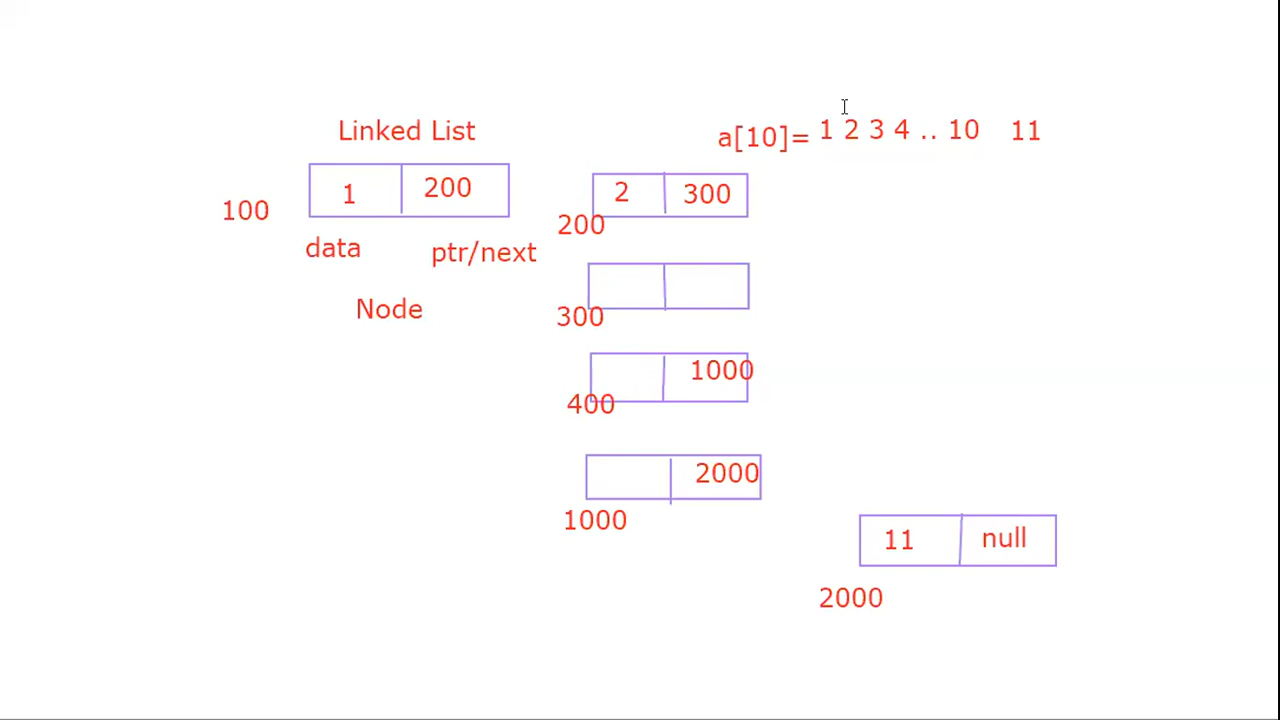 Linked List
a[10]= 1 2 3 4 .. 10 11
1 200
2 300
100
200
data
ptr/next
Node
300
1000
400
2000
1000
11 null
2000